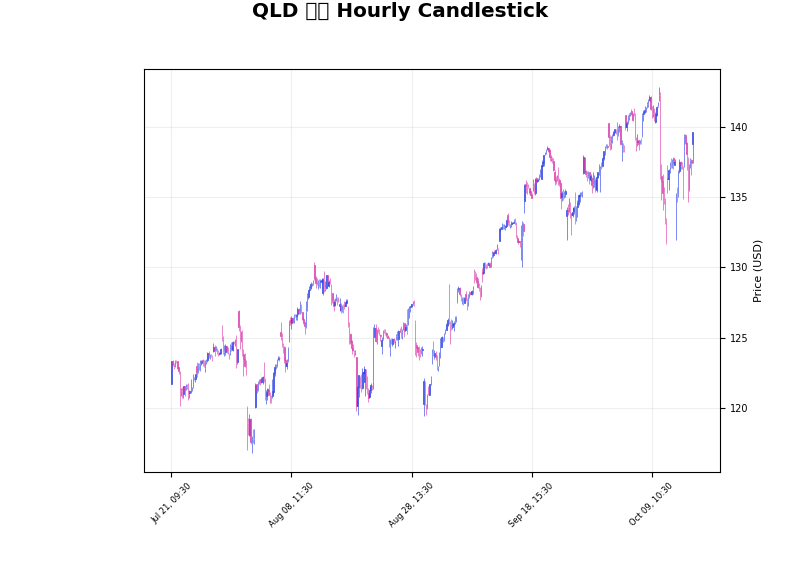 QLD Hourly Candlestick
140
135
130
125
120
Price (USD)
Jul 21, 09:30
Aug 08, 11:30
Aug 28, 13:30
Sep 18, 15:30
Oct 09, 10:30